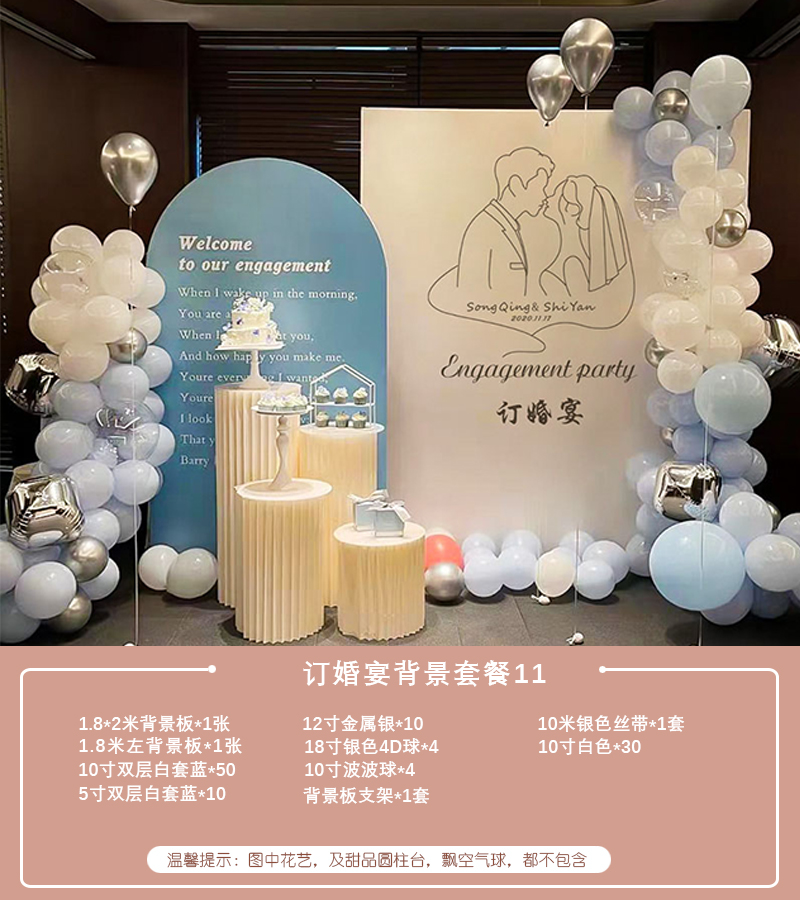 Welcome
to our engagement
When I wake up in the morning,
You are a
When I
t you,
And how happy you make me.
Youre everything I wanted,
Youre
I look
That y
Barry
SongQing & ShiYan
2020.11.17
Engagement party
订婚宴
订婚宴背景套餐11
1.8*2米背景板*1张
1.8米左背景板*1张
10寸双层白套蓝*50
5寸双层白套蓝*10
12寸金属银*10
18寸银色4D球*4
10寸波波球*4
背景板支架*1套
10米银色丝带*1套
10寸白色*30
温馨提示：图中花艺，及甜品圆柱台，飘空气球，都不包含